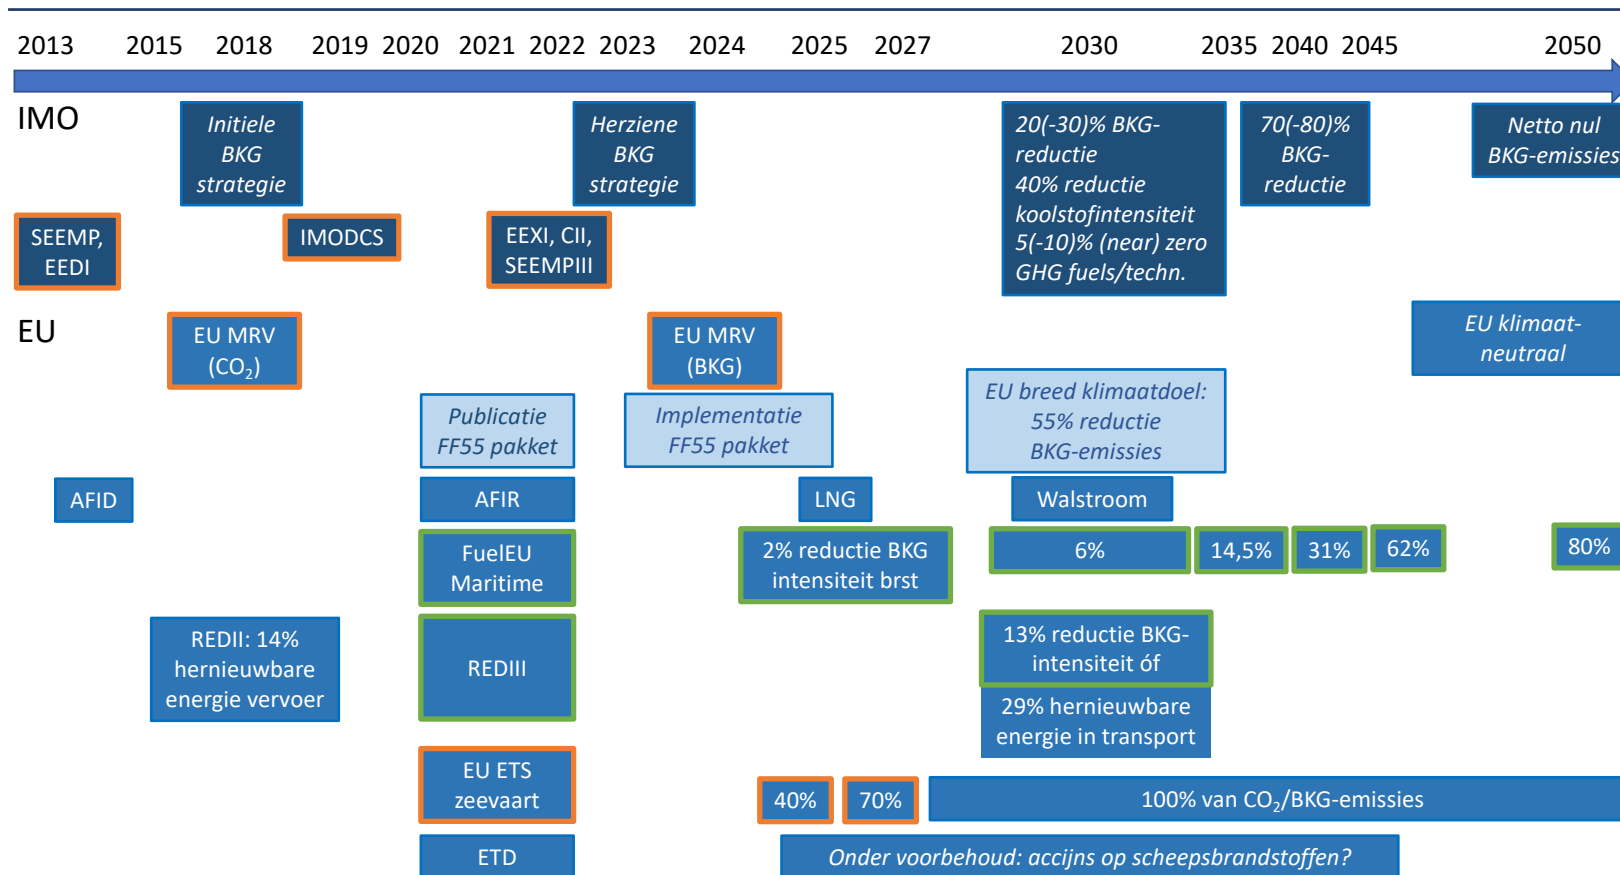 2013 2015 2018 2019 2020 2021 2022 2023 2024 2025 2027 2030 2035 2040 2045 2050
IMO
Initiele
BKG
strategie
Herziene
BKG
strategie
20(-30)% BKG-
reductie
40% reductie
koolstofintensiteit
5(-10)% (near) zero
GHG fuels/techn.
70(-80)%
BKG-
reductie
Netto nul
BKG-emissies
SEEMP,
EEDI
IMODCS
EEXI, CII,
SEEMPIII
EU
EU MRV
(CO₂)
EU MRV
(BKG)
EU klimaat-
neutraal
Publicatie
FF55 pakket
Implementatie
FF55 pakket
EU breed klimaatdoel:
55% reductie
BKG-emissies
AFID
AFIR
LNG
Walstroom
FuelEU
Maritime
2% reductie BKG
intensiteit brst
6%
14,5%
31%
62%
80%
REDII: 14%
hernieuwbare
energie vervoer
REDIII
13% reductie BKG-
intensiteit óf
29% hernieuwbare
energie in transport
EU ETS
zeevaart
40%
70%
100% van CO₂/BKG-emissies
ETD
Onder voorbehoud: accijns op scheepsbrandstoffen?